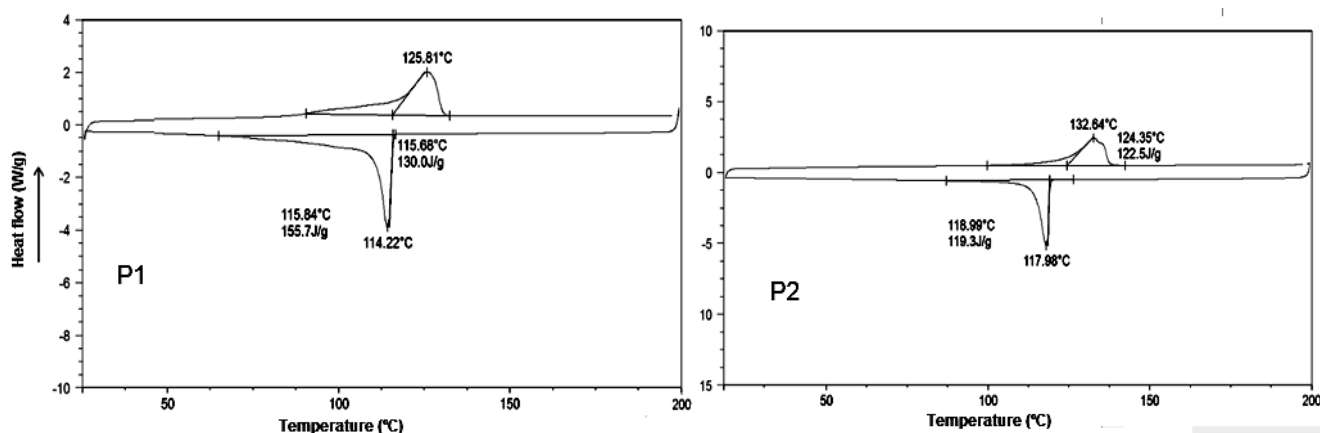 4
2
0
-2
-4
-6
-8
-10
Heat flow (W/g)
125.81°C
115.68°C
130.0J/g
115.84°C
155.7J/g
114.22°C
P1
50
100
150
200
Temperature (°C)
10
5
0
-5
10
15
132.64°C
124.35°C
122.5J/g
118.99°C
119.3J/g
117.98°C
P2
50
100
150
200
Temperature (°C)